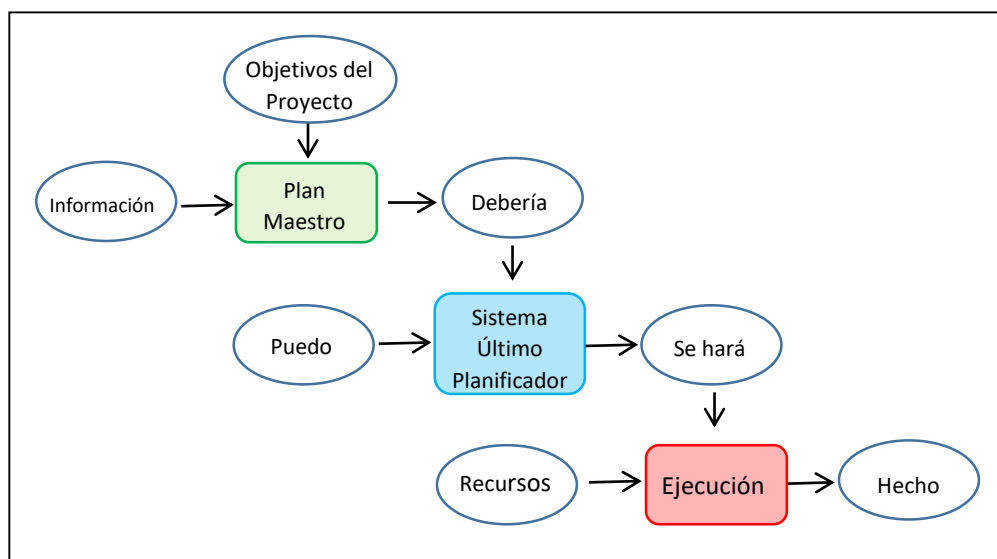 Objetivos del
Proyecto
Información
Plan
Maestro
Debería
Puedo
Sistema
Último
Planificador
Se hará
Recursos
Ejecución
Hecho